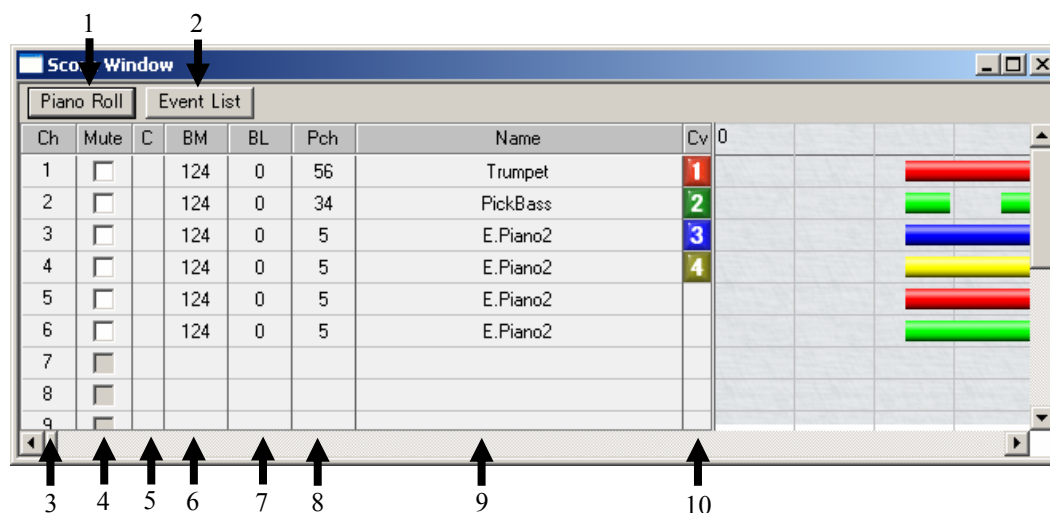 1 2
Score Window
Piano Roll Event List
Ch Mute C BM BL Pch Name Cv 0
1 124 0 56 Trumpet 1
2 124 0 34 PickBass 2
3 124 0 5 E.Piano2 3
4 124 0 5 E.Piano2 4
5 124 0 5 E.Piano2
6 124 0 5 E.Piano2
7
8
9
3 4 5 6 7 8 9 10